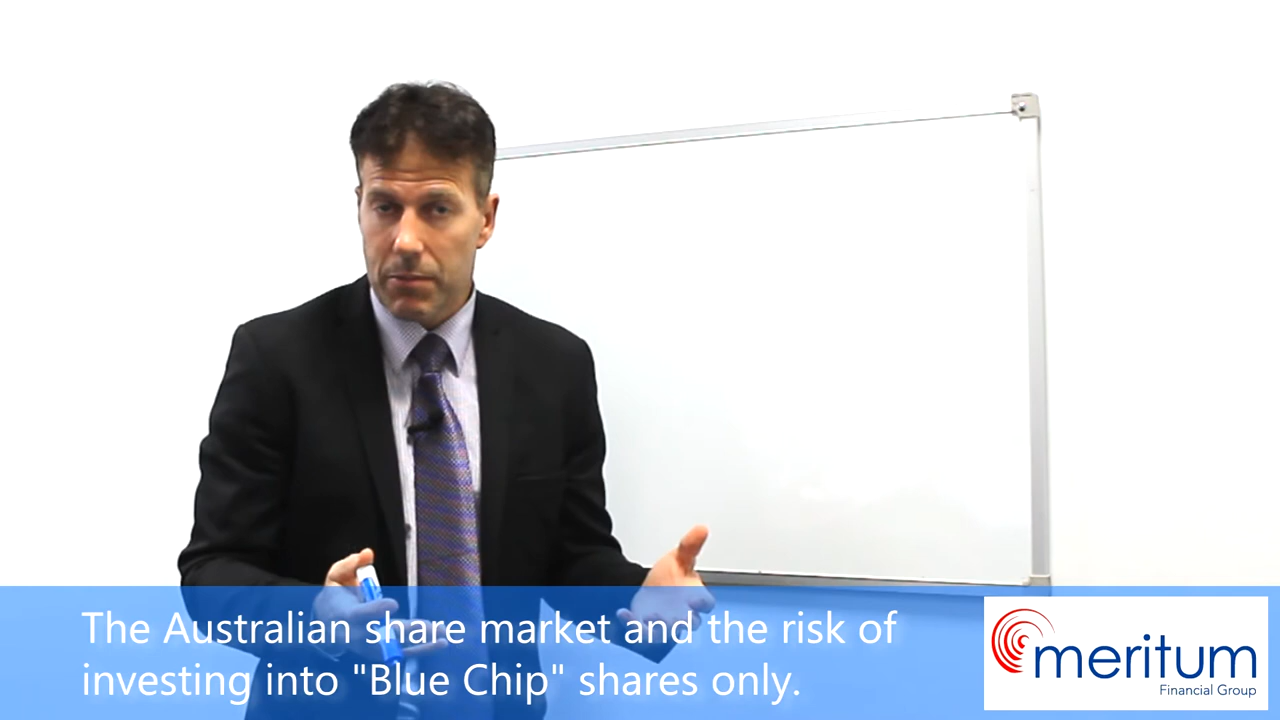 The Australian share market and the risk of
investing into "Blue Chip" shares only.
meritum
Financial Group